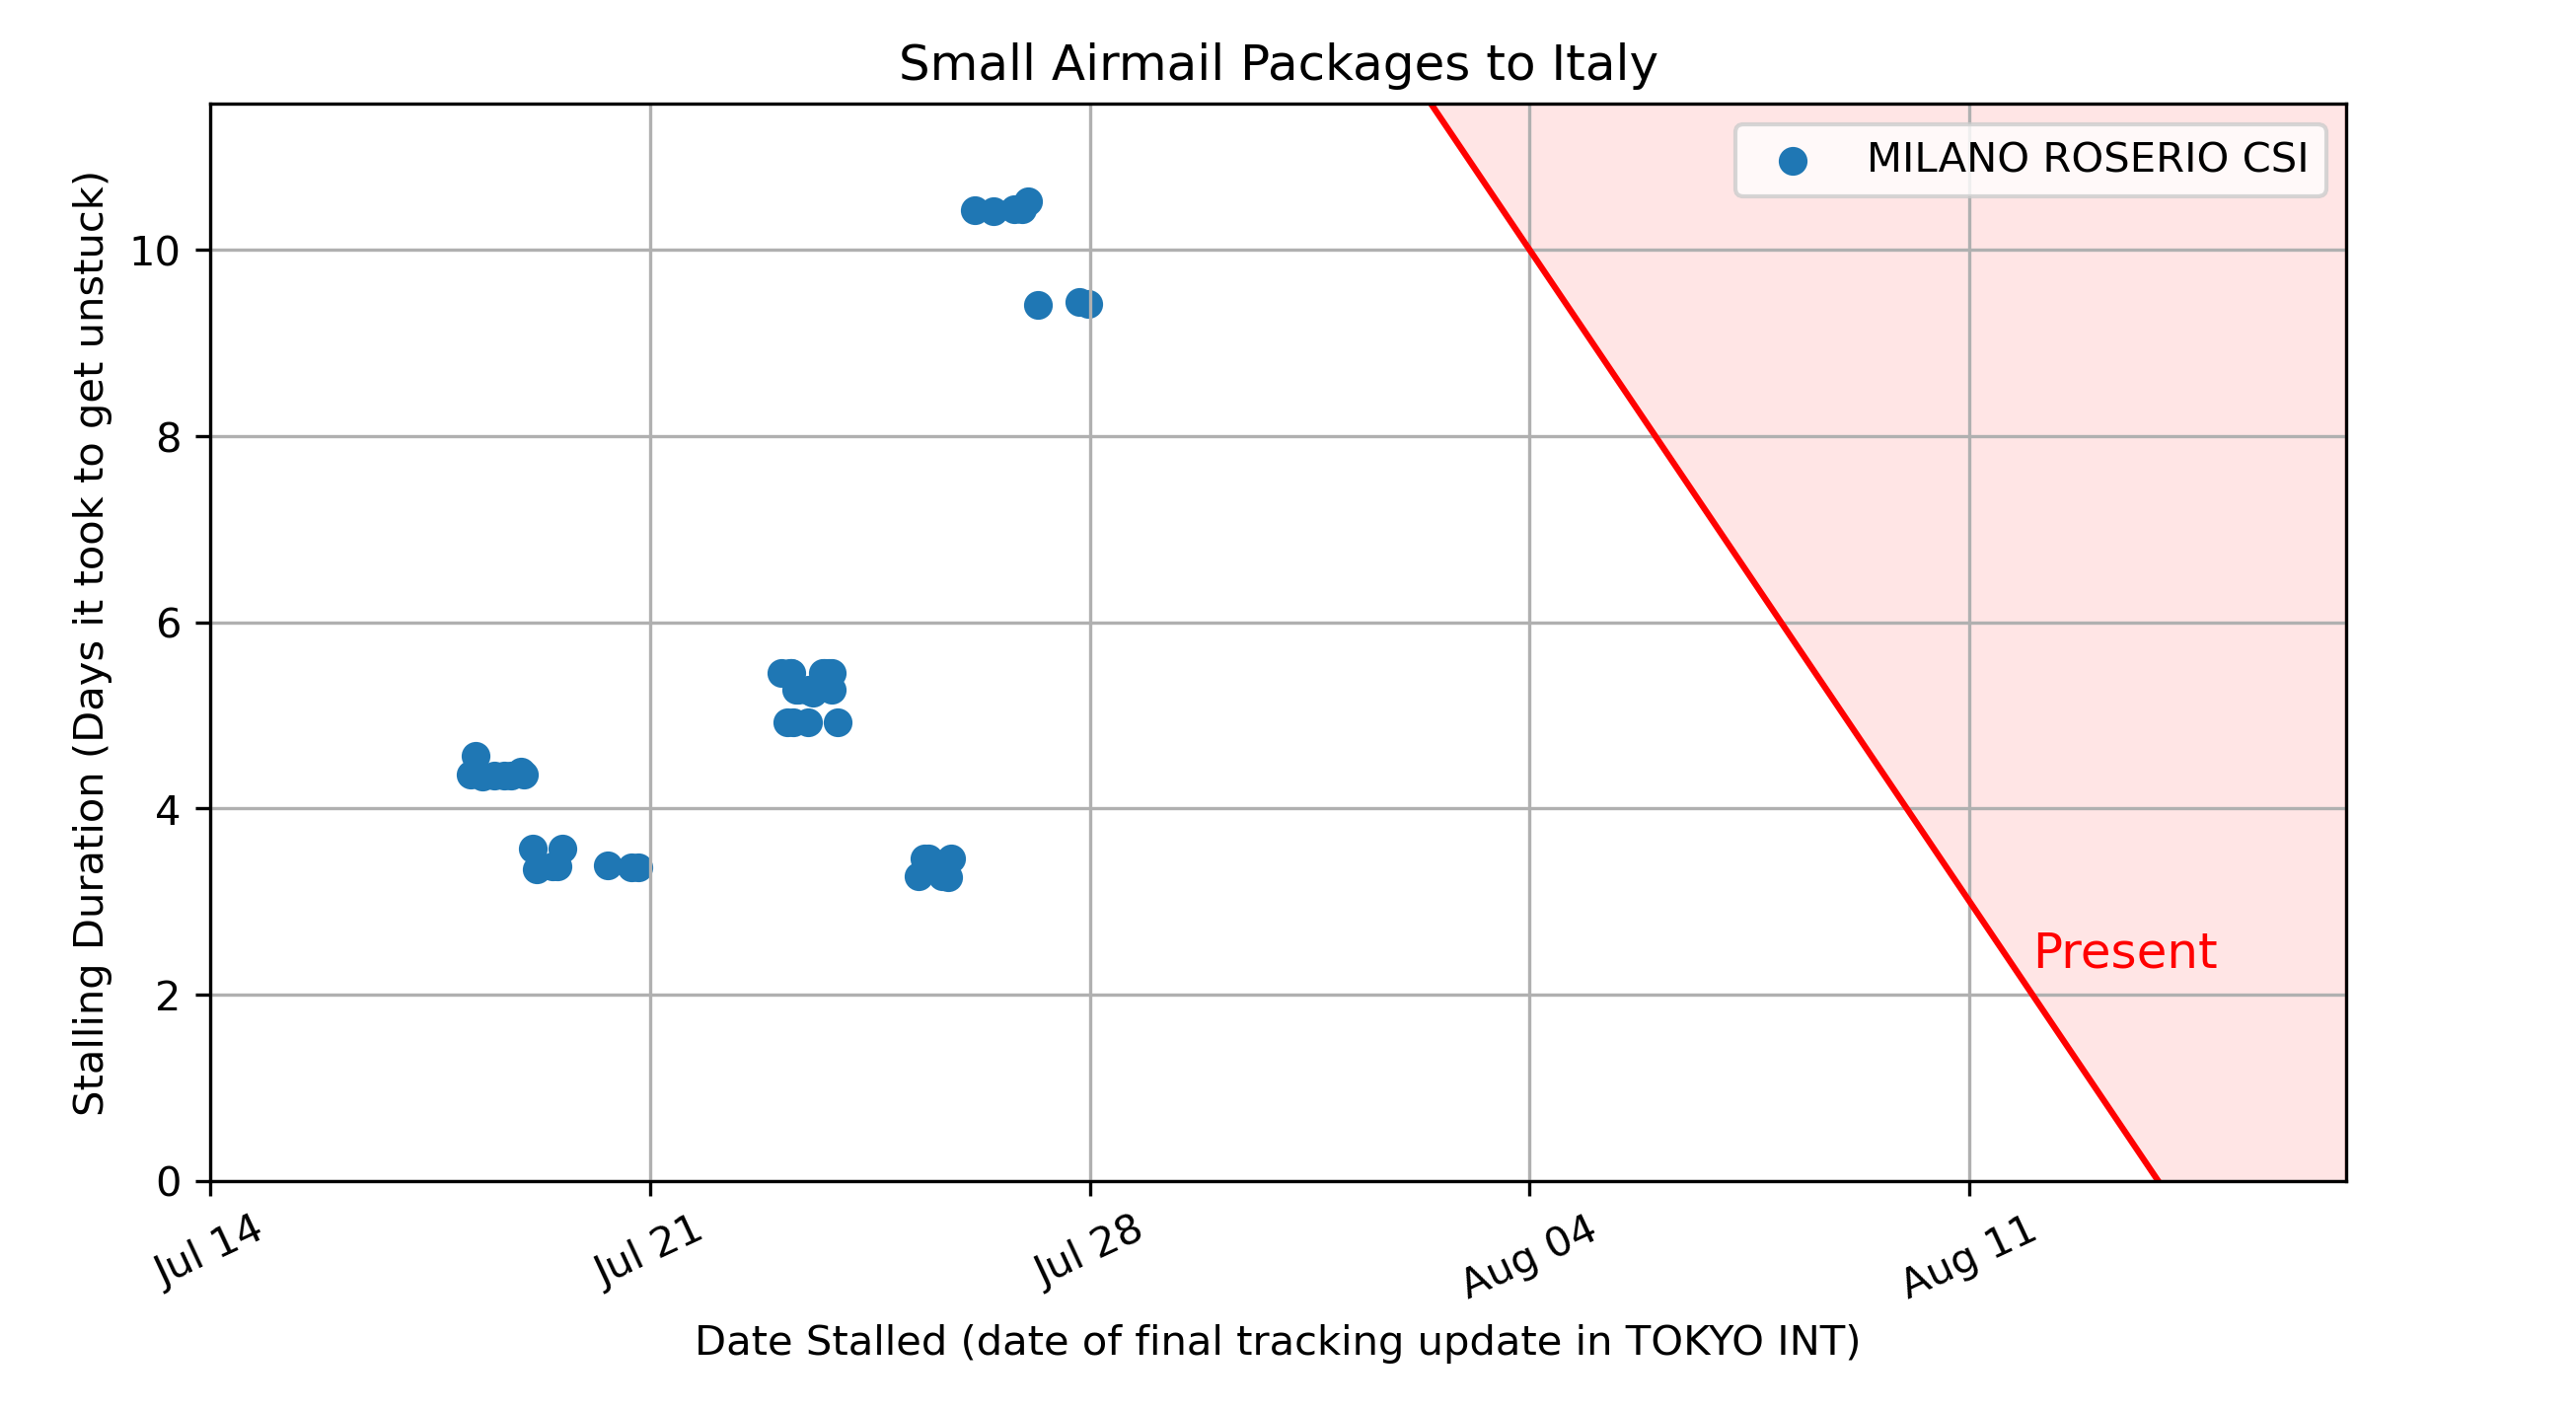 Small Airmail Packages to Italy
MILANO ROSERIO CSI
Stalling Duration (Days it took to get unstuck)
10
8
6
4
2
0
Present
Jul 14
Jul 21
Jul 28
Aug 04
Aug 11
Date Stalled (date of final tracking update in TOKYO INT)